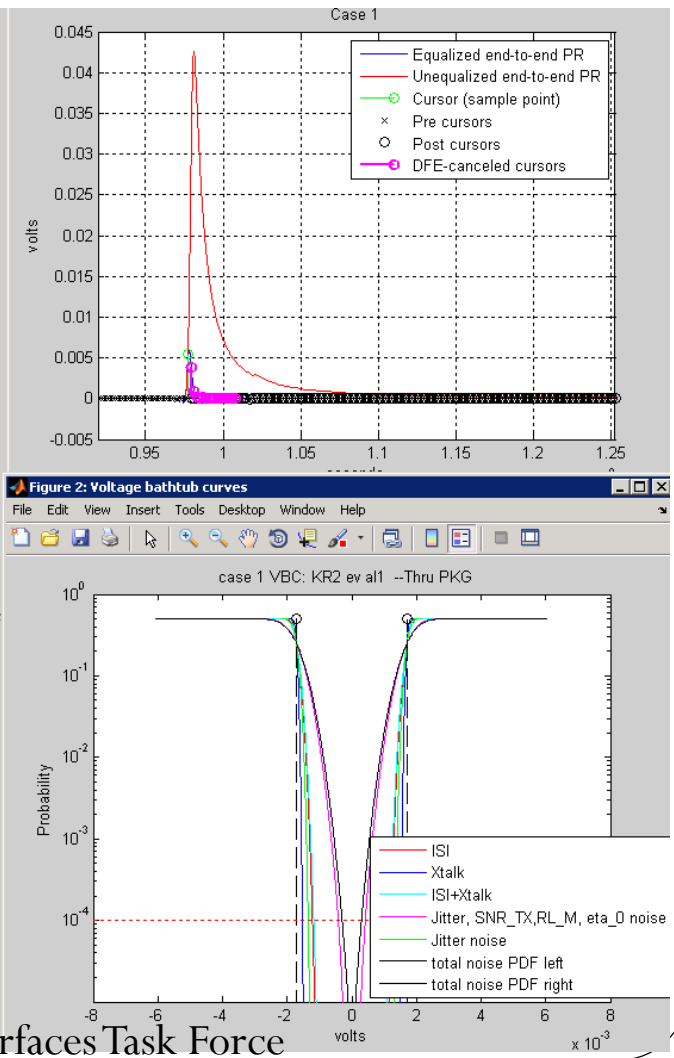 Case 1
0.045
0.04
0.035
0.03
0.025
0.02
0.015
0.01
0.005
0
-0.005
volts
Equalized end-to-end PR
Unequalized end-to-end PR
Cursor (sample point)
Pre cursors
Post cursors
DFE-canceled cursors
0.95
1
1.05
1.1
1.15
1.2
1.25
Figure 2: Voltage bathtub curves
File Edit View Insert Tools Desktop Window Help
case 1 VBC: KR2 ev al1 --Thru PKG
10^0
10^-1
10^-2
10^-3
10^-4
Probability
ISI
Xtalk
ISI+Xtalk
Jitter, SNR_TX,RL_M, eta_0 noise
Jitter noise
total noise PDF left
total noise PDF right
-8
-6
-4
-2
0
2
4
6
8
volts
x 10^-3
rfaces Task Force